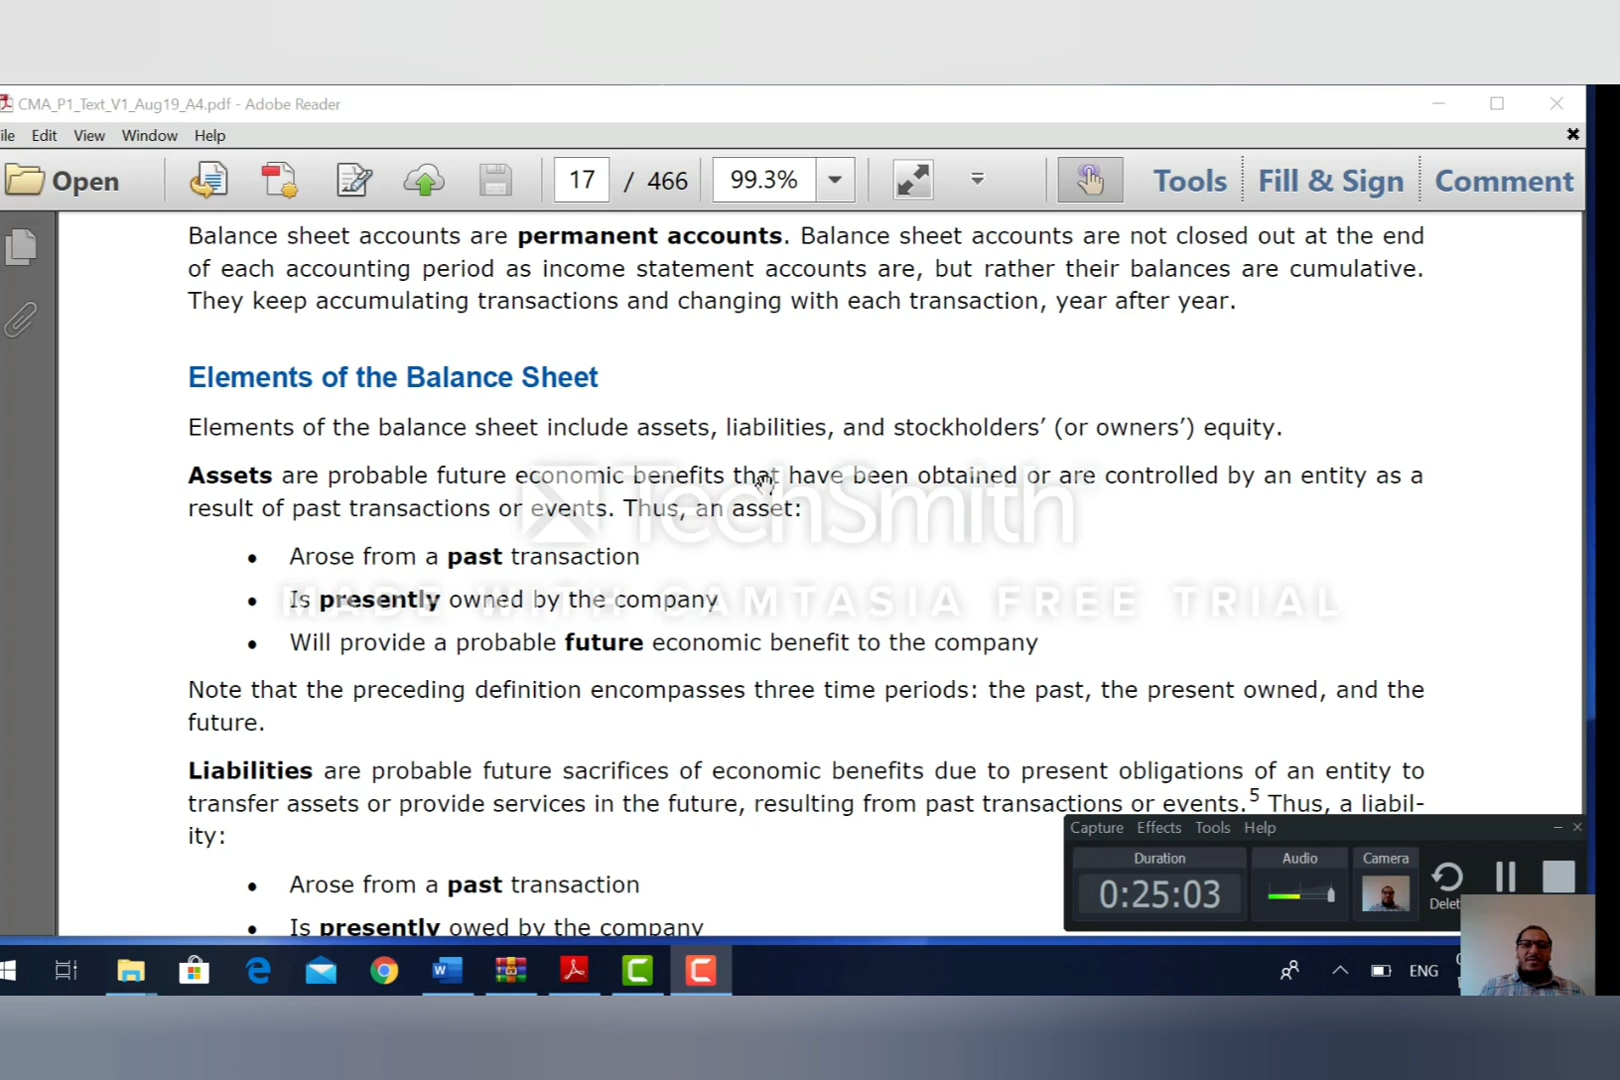 CMA_P1_Text_V1_Aug19_A4.pdf - Adobe Reader
ile Edit View Window Help
Open 17 / 466 99.3% Tools Fill & Sign Comment
Balance sheet accounts are permanent accounts. Balance sheet accounts are not closed out at the end
of each accounting period as income statement accounts are, but rather their balances are cumulative.
They keep accumulating transactions and changing with each transaction, year after year.
Elements of the Balance Sheet
Elements of the balance sheet include assets, liabilities, and stockholders’ (or owners’) equity.
Assets are probable future economic benefits that have been obtained or are controlled by an entity as a
result of past transactions or events. Thus, an asset:
TechSmith
• Arose from a past transaction
• Is presently owned by the company
MADE WITH CAMTASIA FREE TRIAL
• Will provide a probable future economic benefit to the company
Note that the preceding definition encompasses three time periods: the past, the present owned, and the
future.
Liabilities are probable future sacrifices of economic benefits due to present obligations of an entity to
transfer assets or provide services in the future, resulting from past transactions or events.5 Thus, a liabil-
ity:
• Arose from a past transaction
• Is presently owed by the company
Capture Effects Tools Help
Duration Audio Camera
0:25:03
Delet
ENG